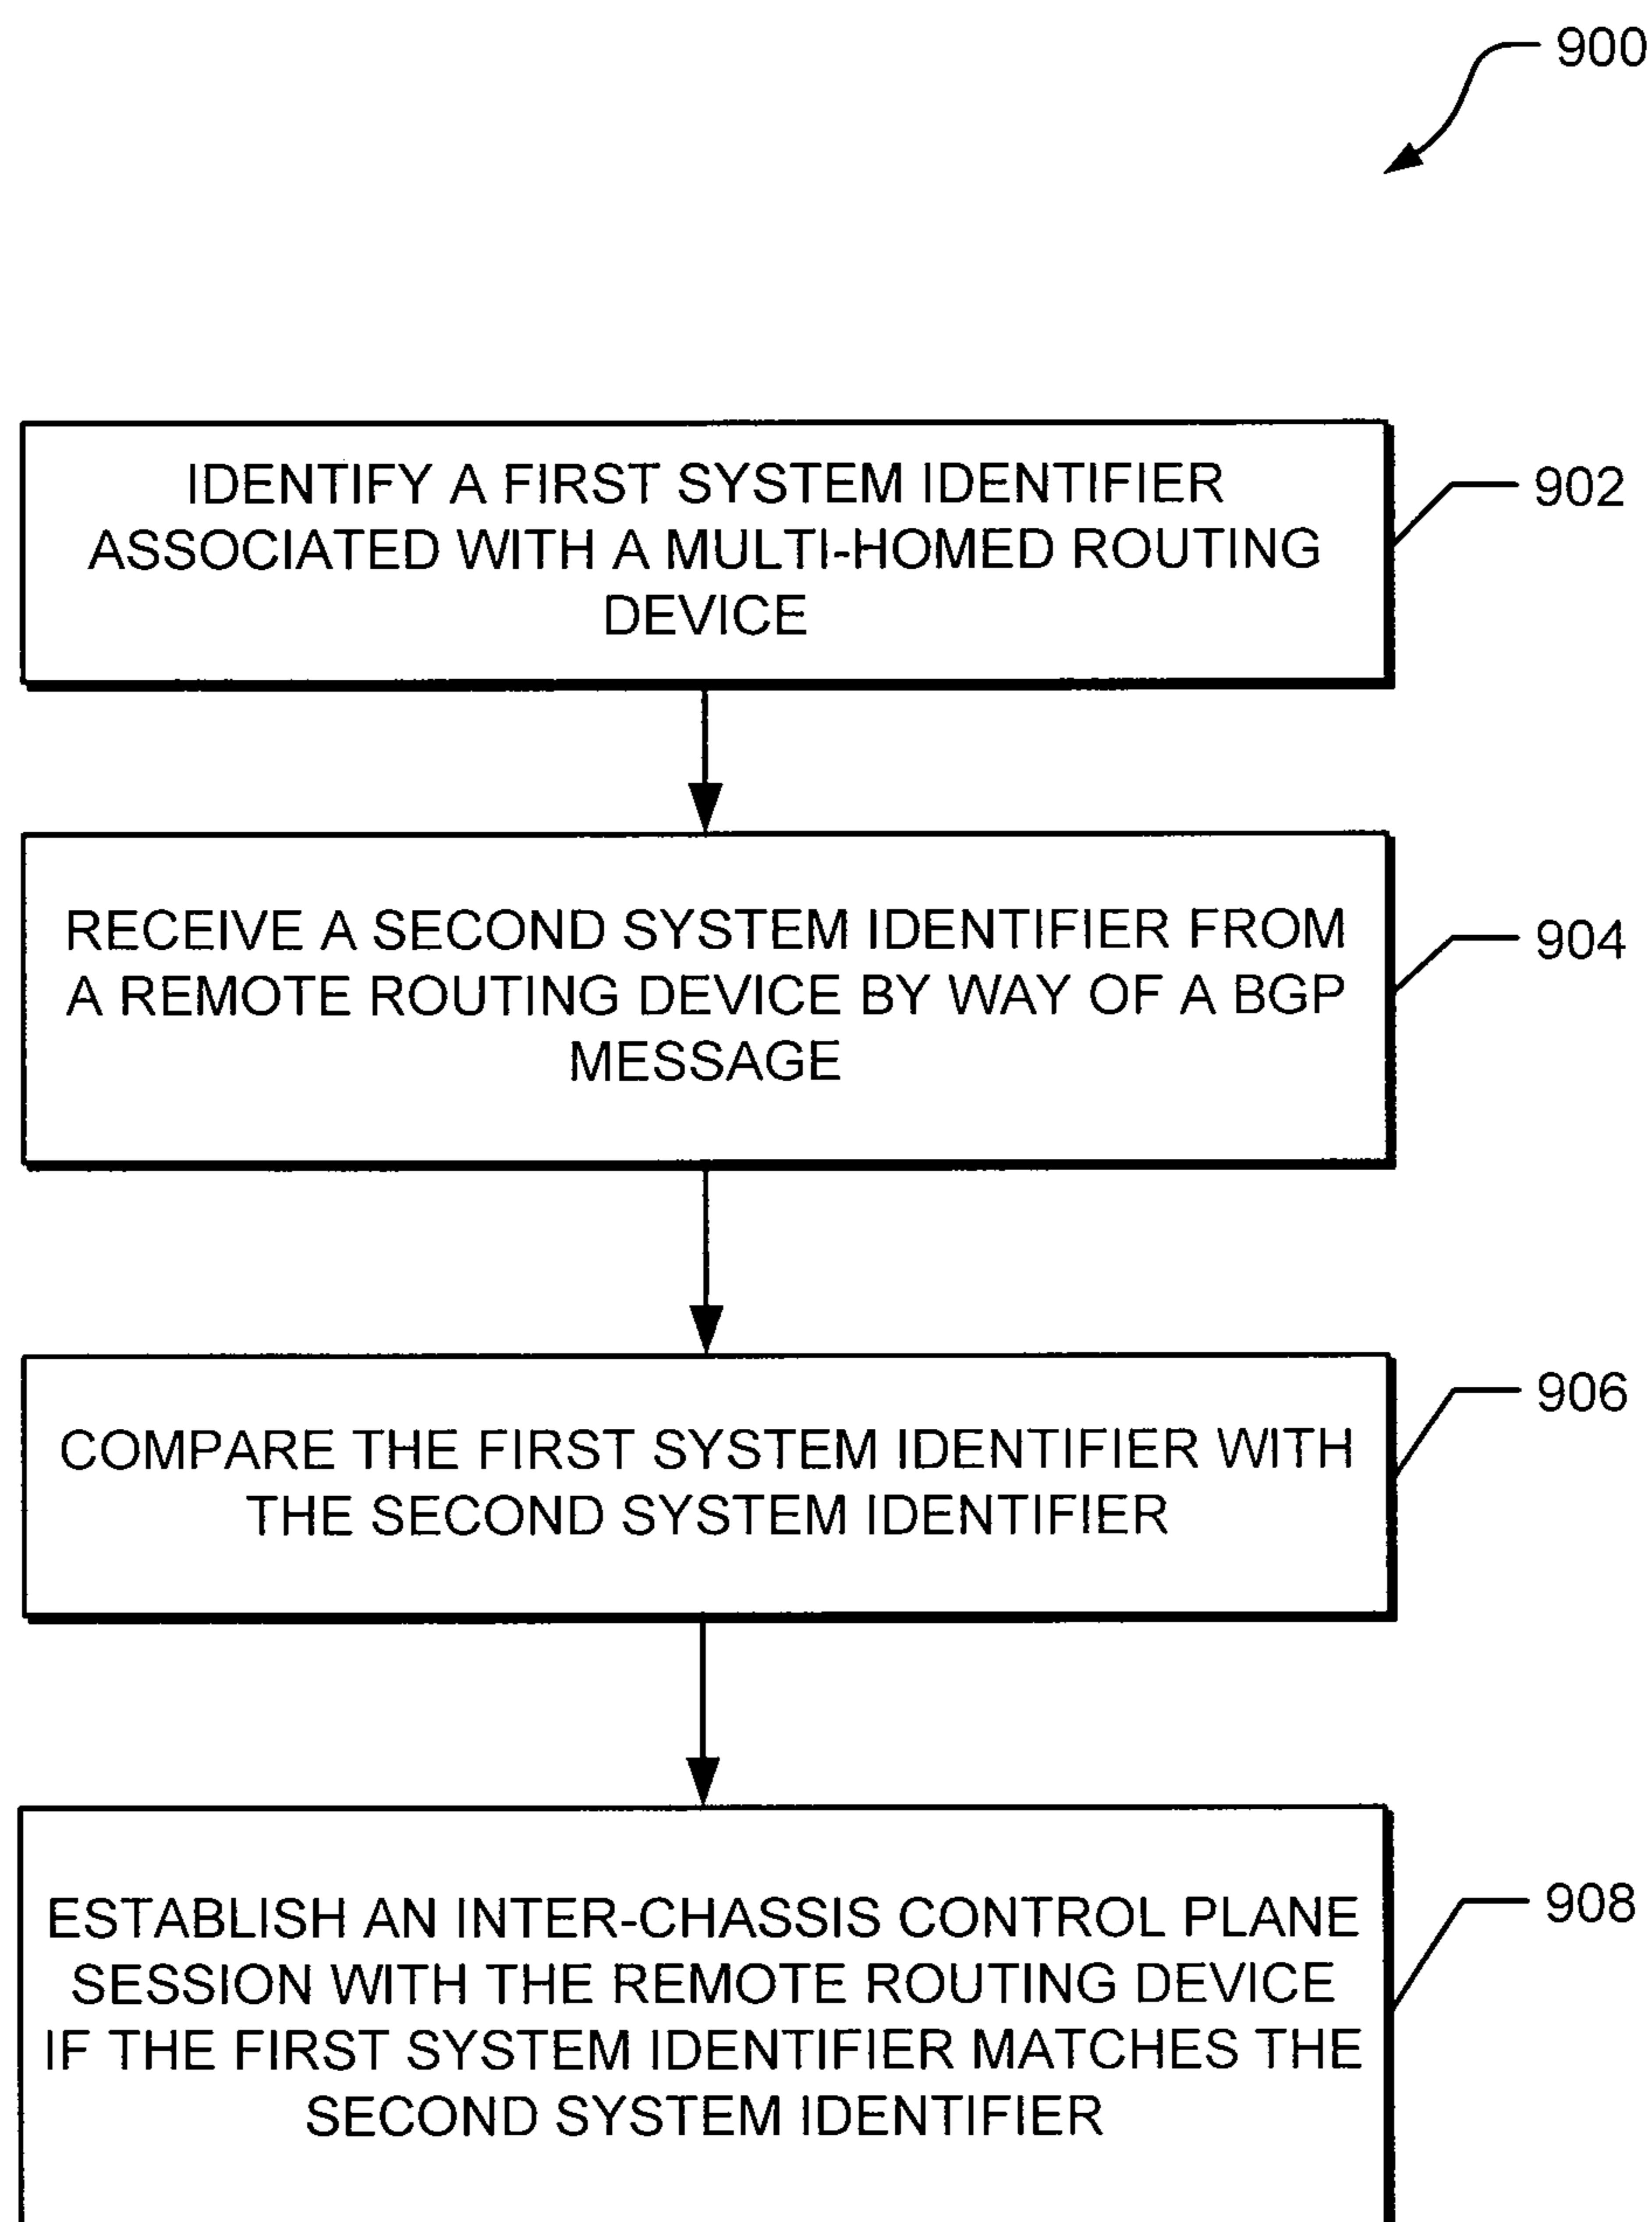 900
IDENTIFY A FIRST SYSTEM IDENTIFIER
ASSOCIATED WITH A MULTI-HOMED ROUTING
DEVICE
902
RECEIVE A SECOND SYSTEM IDENTIFIER FROM
A REMOTE ROUTING DEVICE BY WAY OF A BGP
MESSAGE
904
COMPARE THE FIRST SYSTEM IDENTIFIER WITH
THE SECOND SYSTEM IDENTIFIER
906
ESTABLISH AN INTER-CHASSIS CONTROL PLANE
SESSION WITH THE REMOTE ROUTING DEVICE
IF THE FIRST SYSTEM IDENTIFIER MATCHES THE
SECOND SYSTEM IDENTIFIER
908